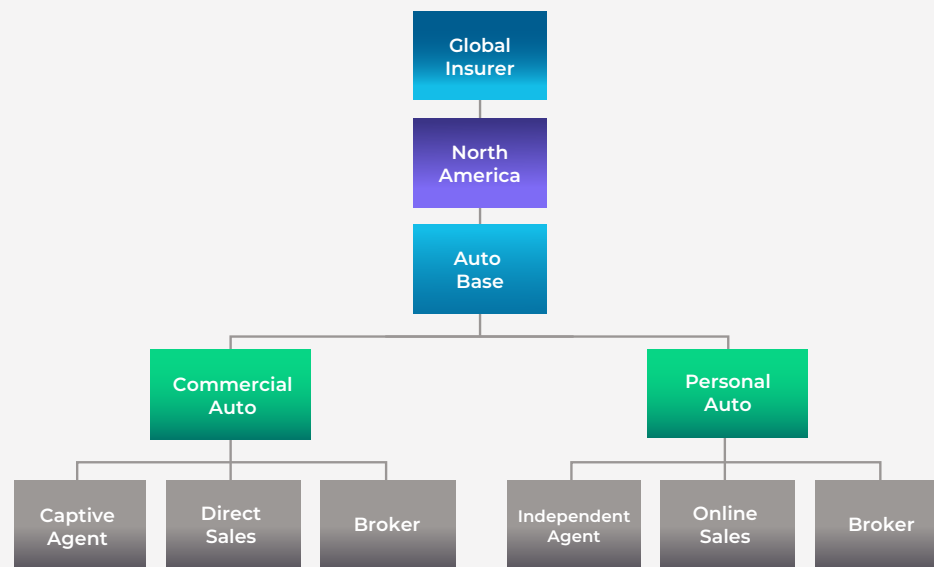 Global
Insurer
North
America
Auto
Base
Commercial
Auto
Personal
Auto
Captive
Agent
Direct
Sales
Broker
Independent
Agent
Online
Sales
Broker